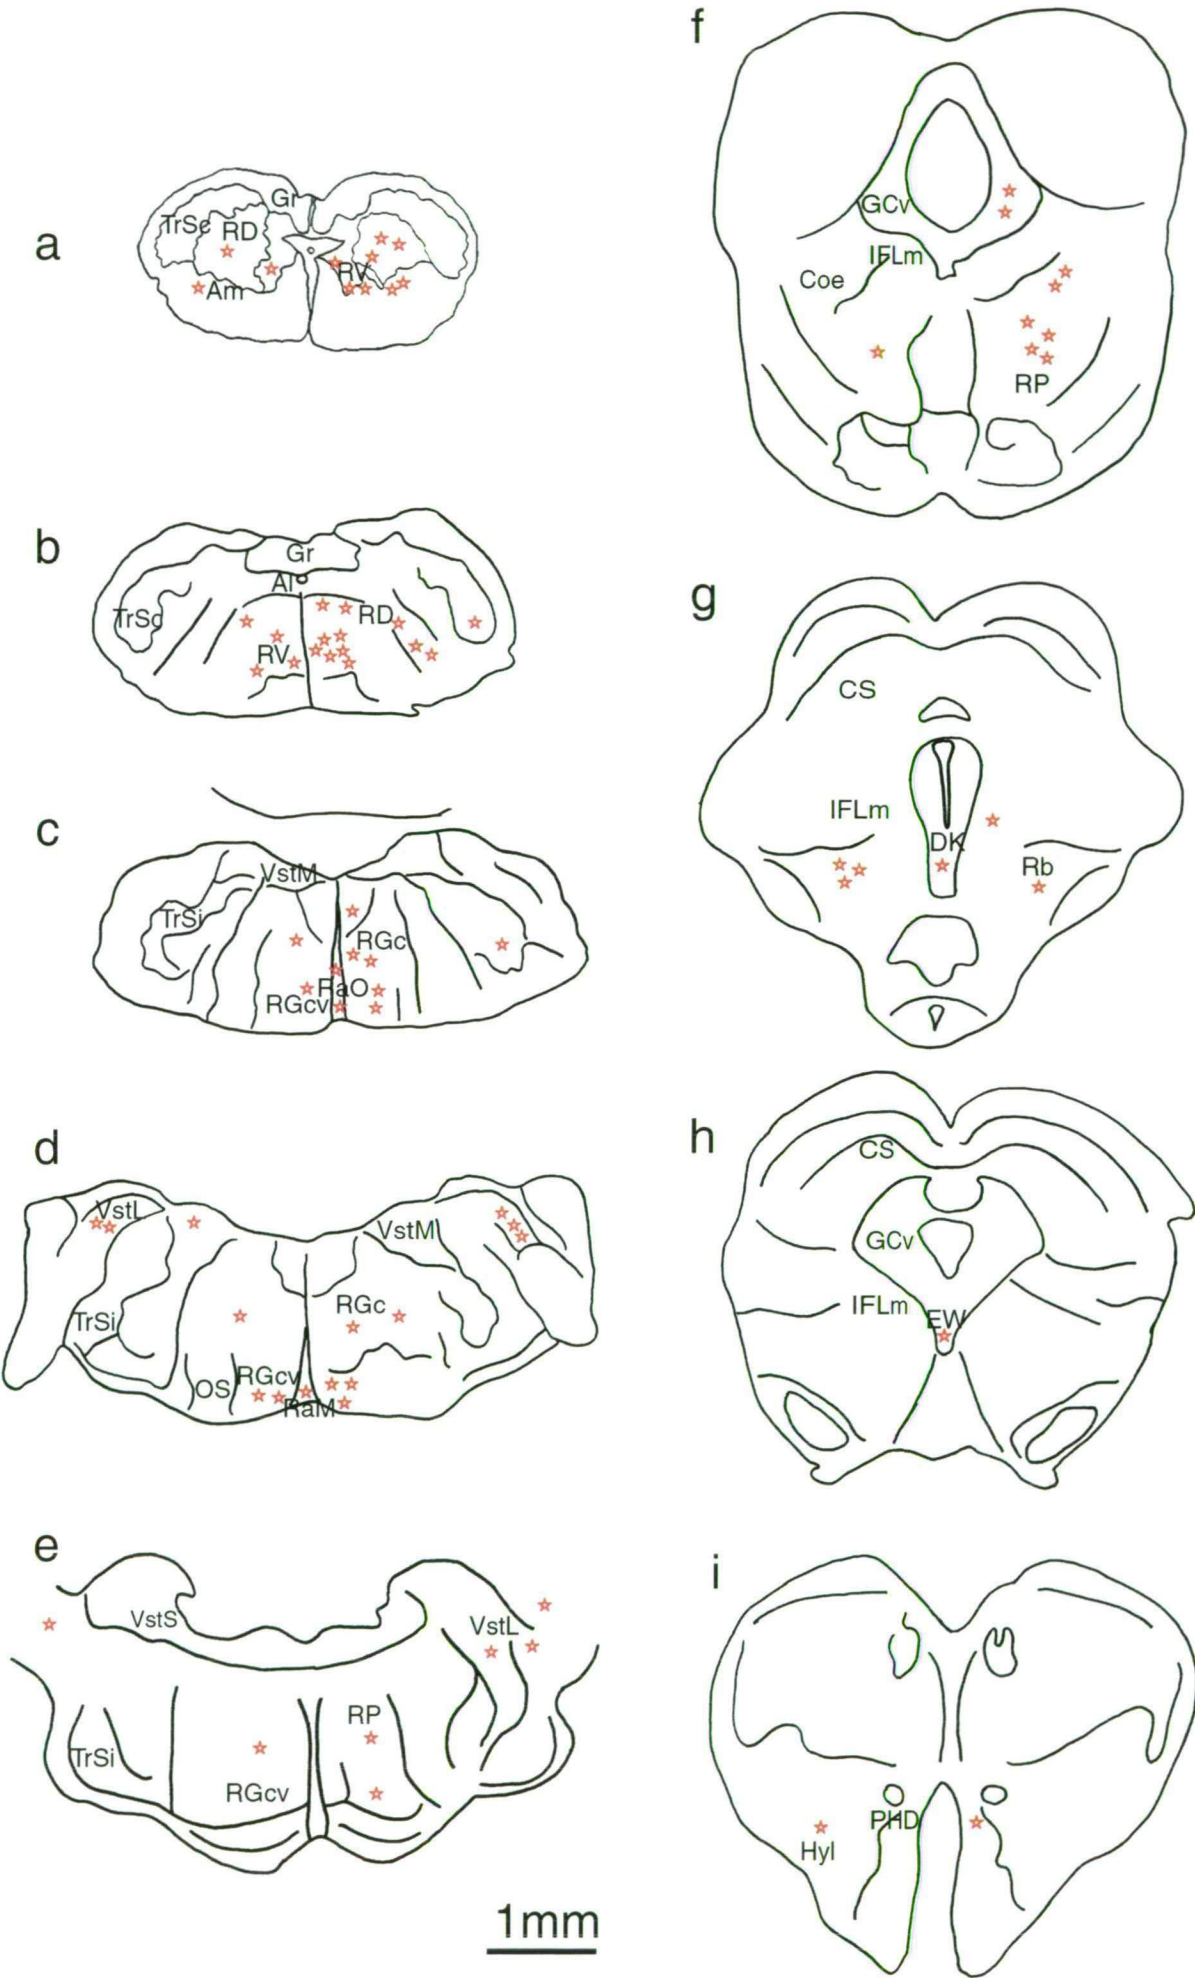 a
Gr
TrSc RD
RV
Am
b
Gr
AI
TrSc
RD
RV
c
VstM
TrSi
RGc
RaO
RGcv
d
VstL
VstM
RGc
TrSi
RGcv
OS
RaM
e
VstS
VstL
RP
TrSi
RGcv
1mm
f
GCv
IFLm
Coe
RP
g
CS
IFLm
DK
Rb
h
CS
GCv
IFLm
EW
i
PHD
Hyl